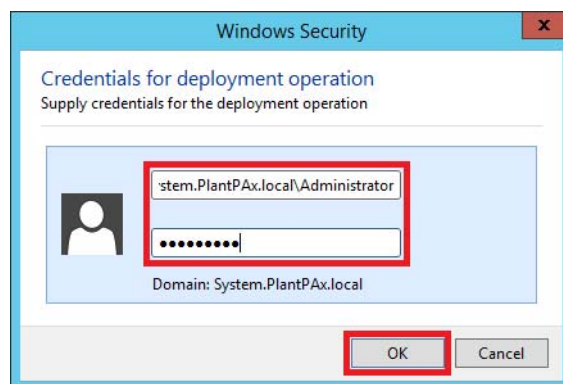 Windows Security
x
Credentials for deployment operation
Supply credentials for the deployment operation
stem.PlantPAx.local\Administrator
●●●●●●●●●
Domain: System.PlantPAx.local
OK
Cancel